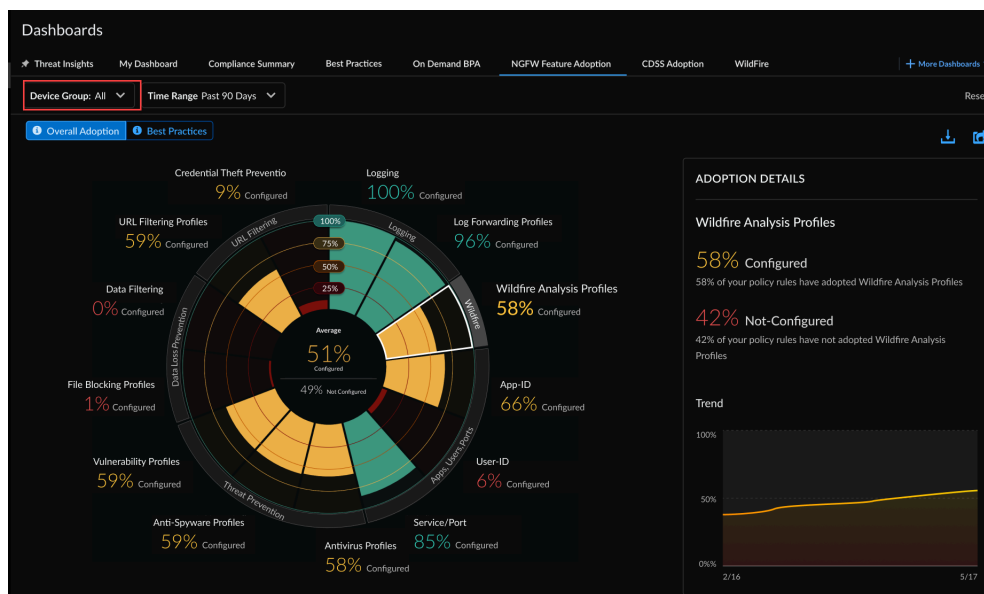 Dashboards
Threat Insights
My Dashboard
Compliance Summary
Best Practices
On Demand BPA
NGFW Feature Adoption
CDSS Adoption
WildFire
+ More Dashboards
Device Group: All
Time Range Past 90 Days
Rese
Overall Adoption
Best Practices
Credential Theft Preventio
9% Configured
Logging
100% Configured
URL Filtering Profiles
59% Configured
Log Forwarding Profiles
96% Configured
Data Filtering
0% Configured
Wildfire Analysis Profiles
58% Configured
File Blocking Profiles
1% Configured
App-ID
66% Configured
Vulnerability Profiles
59% Configured
User-ID
6% Configured
Anti-Spyware Profiles
59% Configured
Antivirus Profiles
58% Configured
Service/Port
85% Configured
URL Filtering
Logging
Wildfire
Apps, Users,Ports
Threat Prevention
Data Loss Prevention
100%
75%
50%
25%
Average
51%
Configured
49% Not Configured
ADOPTION DETAILS
Wildfire Analysis Profiles
58% Configured
58% of your policy rules have adopted Wildfire Analysis Profiles
42% Not-Configured
42% of your policy rules have not adopted Wildfire Analysis
Profiles
Trend
100%
50%
0%%
2/16
5/17